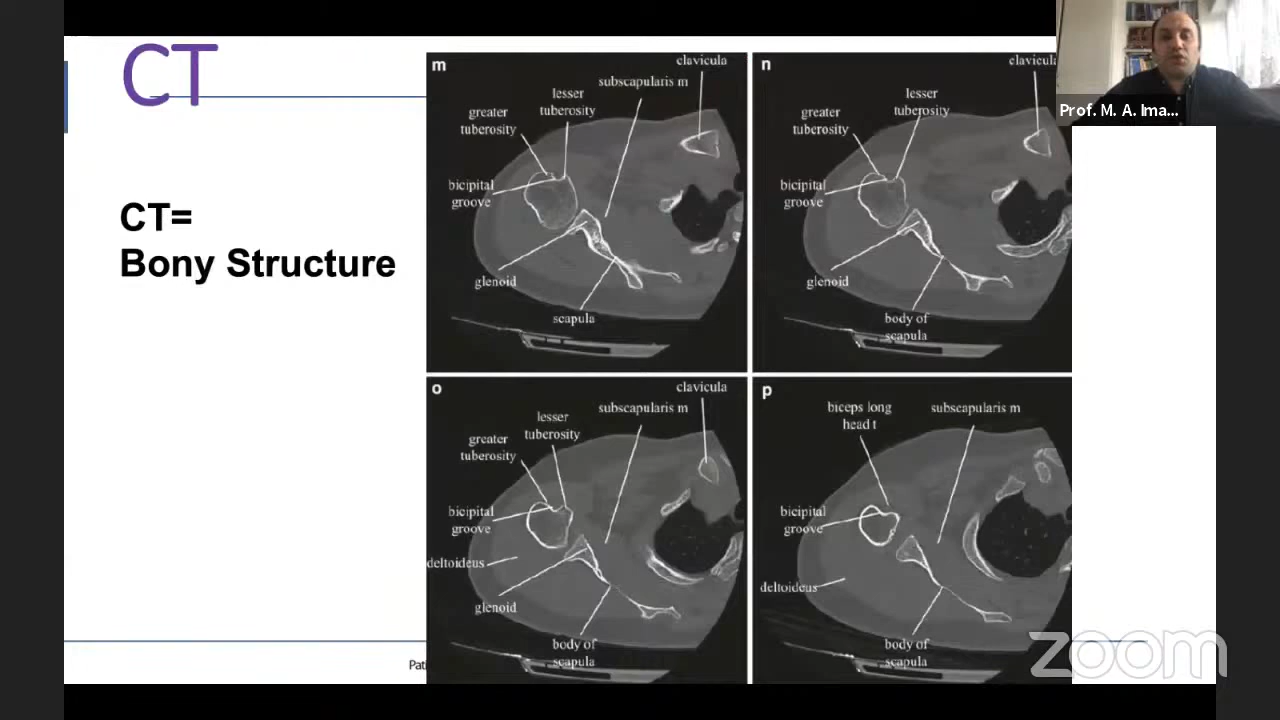 CT
CT=
Bony Structure
m
clavicula
subscapularis m
lesser
tuberosity
greater
tuberosity
bicipital
groove
glenoid
scapula
n
clavicul
lesser
tuberosity
greater
tuberosity
bicipital
groove
glenoid
body of
scapula
o
clavicula
subscapularis m
lesser
tuberosity
greater
tuberosity
bicipital
groove
deltoideus
glenoid
body of
scapula
p
biceps long
head t
subscapularis m
bicipital
groove
deltoideus
body of
scapula
Pati
Prof. M. A. Ima...
zoom